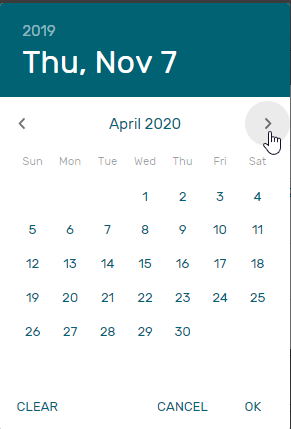 2019
Thu, Nov 7
April 2020
Sun Mon Tue Wed Thu Fri Sat
1 2 3 4
5 6 7 8 9 10 11
12 13 14 15 16 17 18
19 20 21 22 23 24 25
26 27 28 29 30
CLEAR CANCEL OK